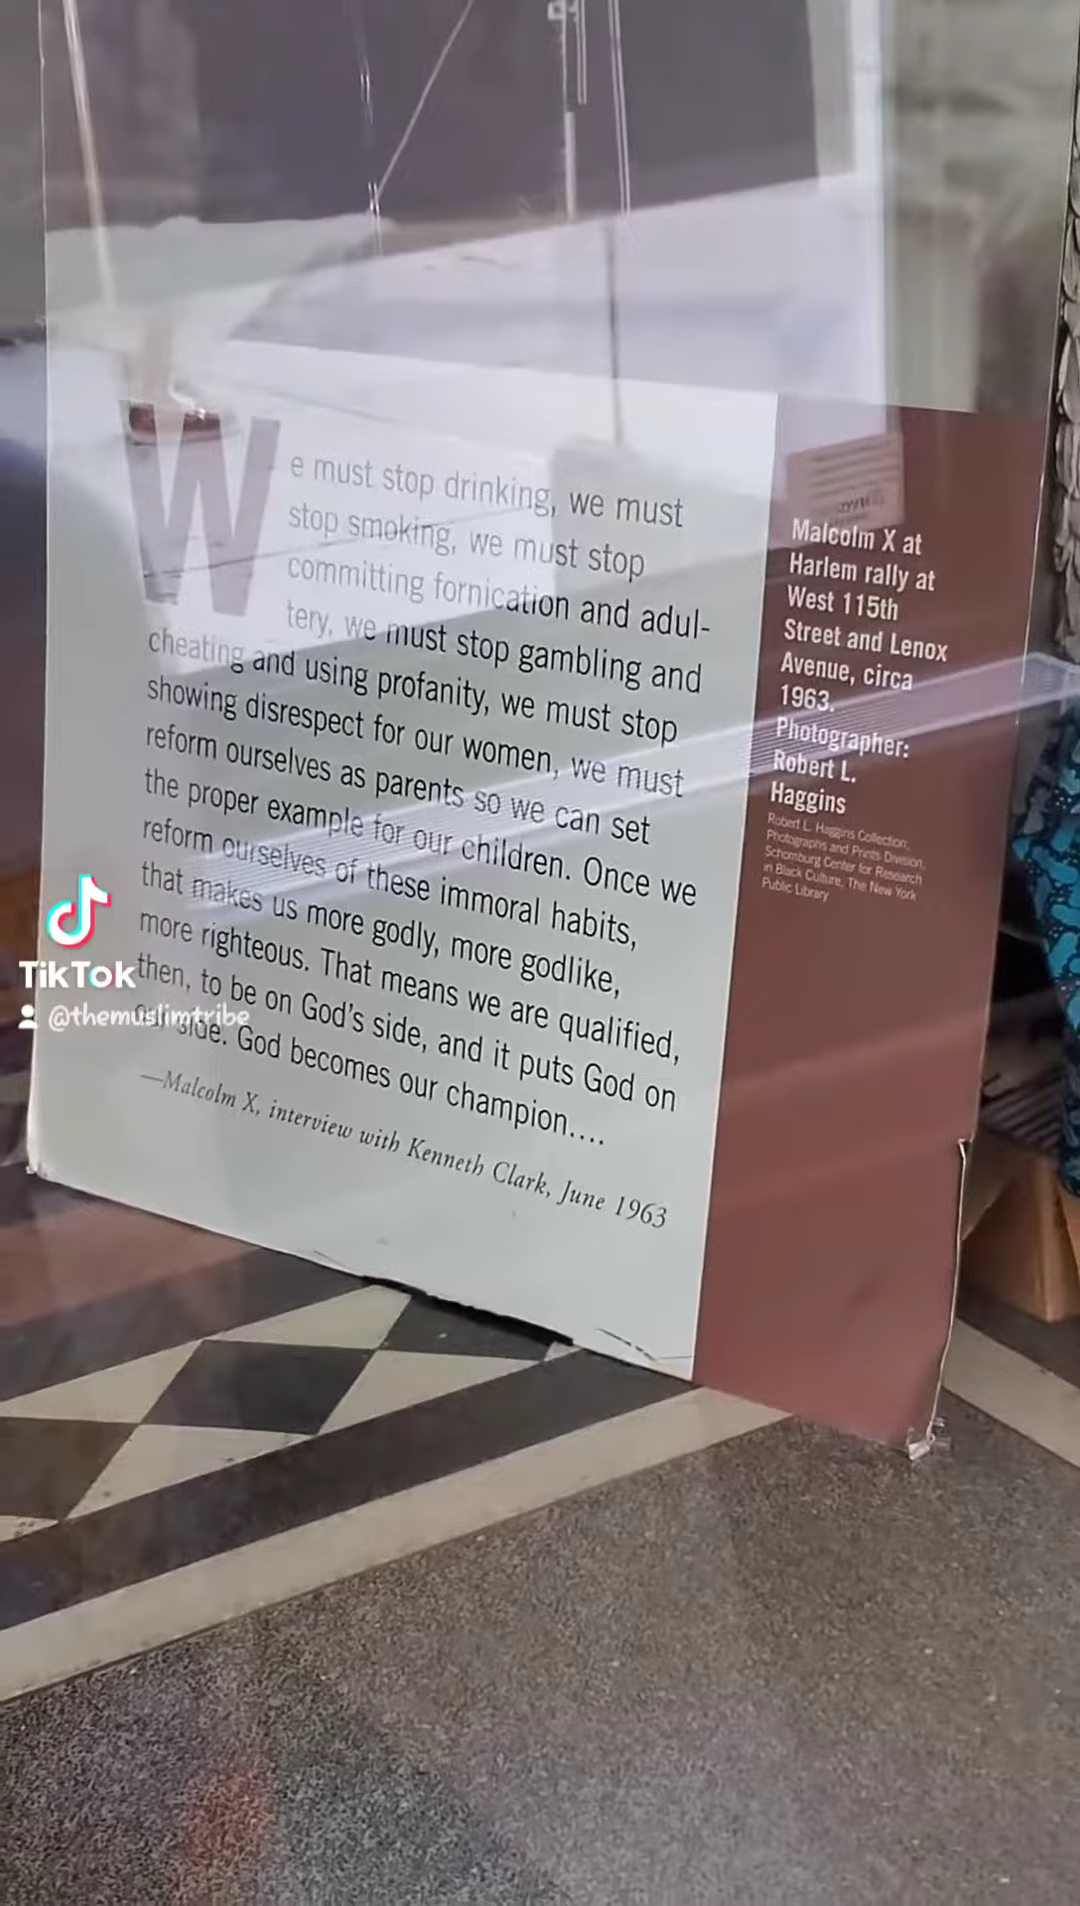 We must stop drinking, we must
stop smoking, we must stop
committing fornication and adul-
tery, we must stop gambling and
cheating and using profanity, we must stop
showing disrespect for our women, we must
reform ourselves as parents so we can set
the proper example for our children. Once we
reform ourselves of these immoral habits,
that makes us more godly, more godlike,
more righteous. That means we are qualified,
then, to be on God's side, and it puts God on
our side. God becomes our champion....
—Malcolm X, interview with Kenneth Clark, June 1963
Malcolm X at
Harlem rally at
West 115th
Street and Lenox
Avenue, circa
1963.
Photographer:
Robert L.
Haggins
Robert L. Haggins Collection,
Photographs and Prints Division,
Schomburg Center for Research
in Black Culture, The New York
Public Library
TikTok
@themuslimtribe